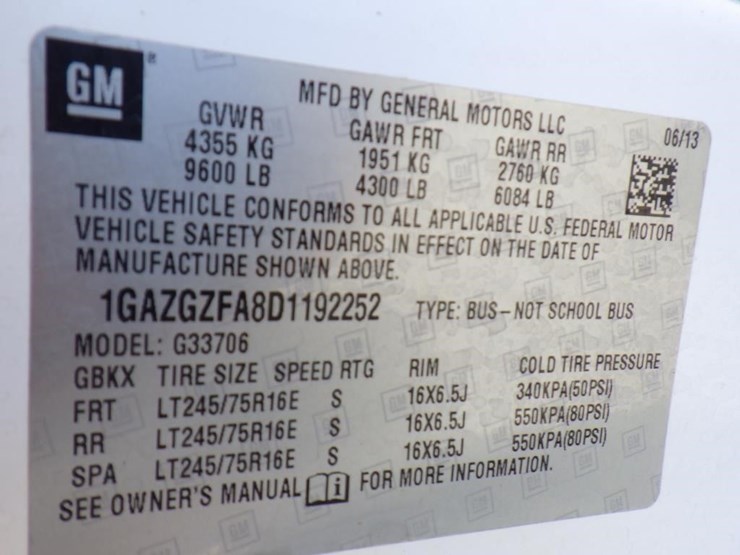 GM
MFD BY GENERAL MOTORS LLC
06/13
GVWR GAWR FRT GAWR RR
4355 KG 1951 KG 2760 KG
9600 LB 4300 LB 6084 LB
THIS VEHICLE CONFORMS TO ALL APPLICABLE U.S. FEDERAL MOTOR
VEHICLE SAFETY STANDARDS IN EFFECT ON THE DATE OF
MANUFACTURE SHOWN ABOVE.
1GAZGZFA8D1192252 TYPE: BUS – NOT SCHOOL BUS
MODEL: G33706
GBKX TIRE SIZE SPEED RTG RIM COLD TIRE PRESSURE
FRT LT245/75R16E S 16X6.5J 340KPA(50PSI)
RR LT245/75R16E S 16X6.5J 550KPA(80PSI)
SPA LT245/75R16E S 16X6.5J 550KPA(80PSI)
SEE OWNER'S MANUAL i FOR MORE INFORMATION.